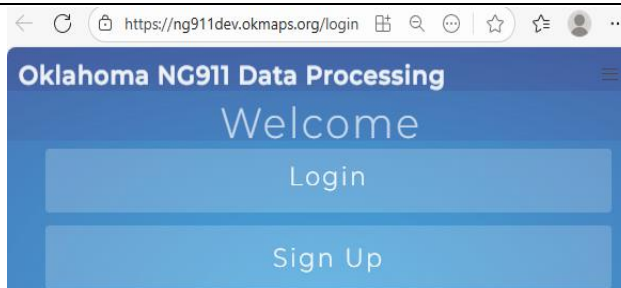 https://ng911dev.okmaps.org/login
Oklahoma NG911 Data Processing
Welcome
Login
Sign Up